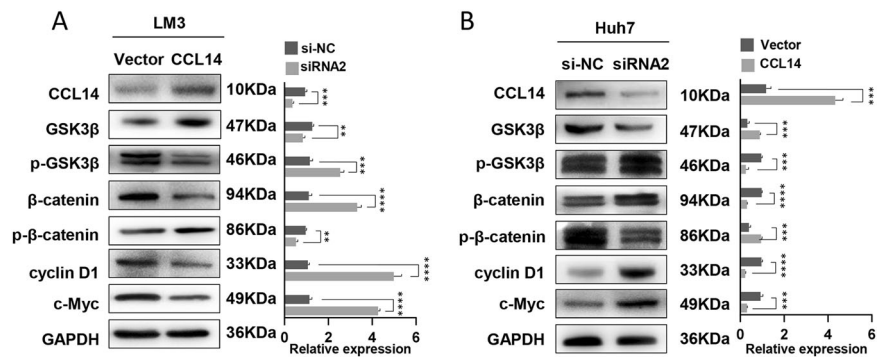 A
LM3
Vector CCL14
si-NC
siRNA2
CCL14 10KDa ***
GSK3β 47KDa **
p-GSK3β 46KDa ***
β-catenin 94KDa ****
p-β-catenin 86KDa **
cyclin D1 33KDa ****
c-Myc 49KDa ****
GAPDH 36KDa
0 2 4 6
Relative expression
B
Huh7
si-NC siRNA2
Vector
CCL14
CCL14 10KDa ***
GSK3β 47KDa ***
p-GSK3β 46KDa ***
β-catenin 94KDa ****
p-β-catenin 86KDa ***
cyclin D1 33KDa ****
c-Myc 49KDa ***
GAPDH 36KDa
0 2 4 6
Relative expression